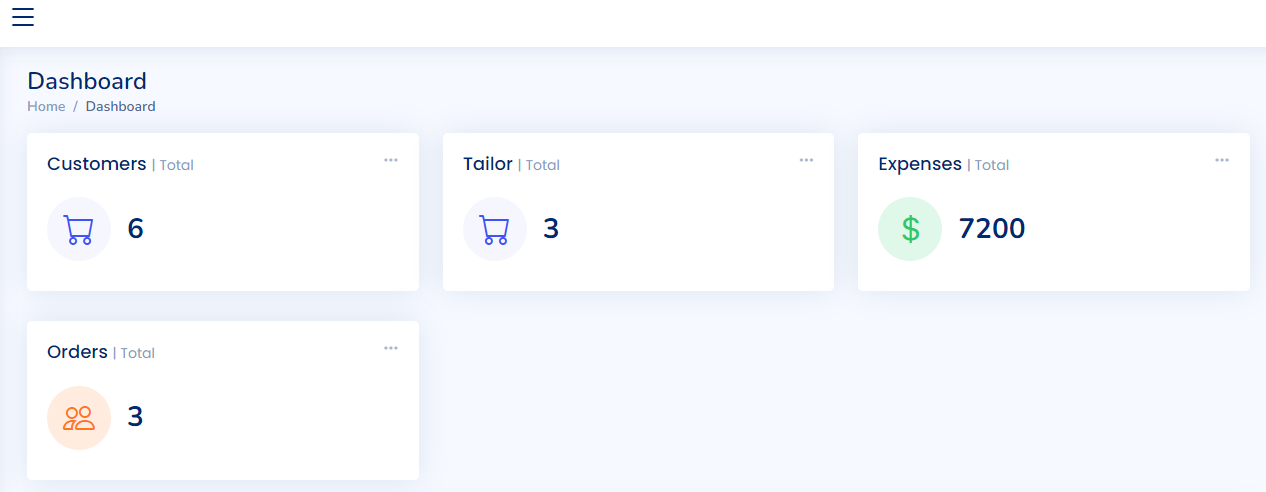 Dashboard
Home / Dashboard
Customers | Total
6
Tailor | Total
3
Expenses | Total
$ 7200
Orders | Total
3